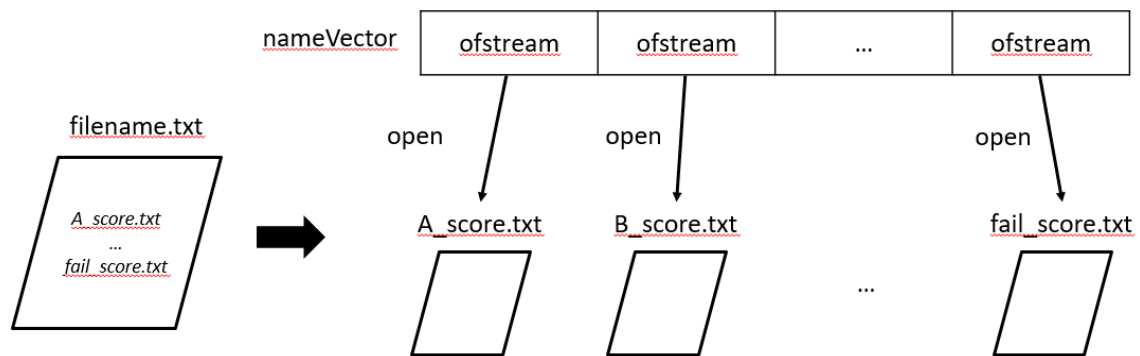 nameVector
ofstream
ofstream
...
ofstream
filename.txt
open
open
open
A_score.txt
...
fail_score.txt
A_score.txt
B_score.txt
fail_score.txt
...